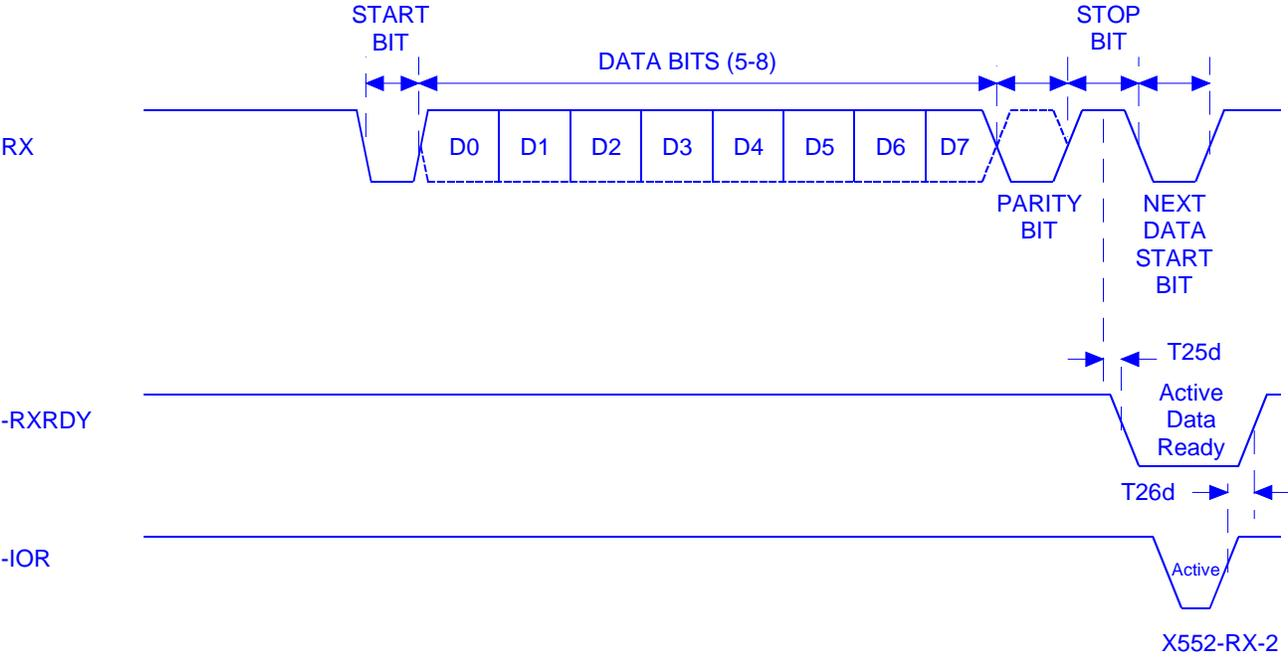 START
BIT
STOP
BIT
DATA BITS (5-8)
RX
D0 D1 D2 D3 D4 D5 D6 D7
PARITY
BIT
NEXT
DATA
START
BIT
T25d
-RXRDY
Active
Data
Ready
T26d
-IOR
Active
X552-RX-2